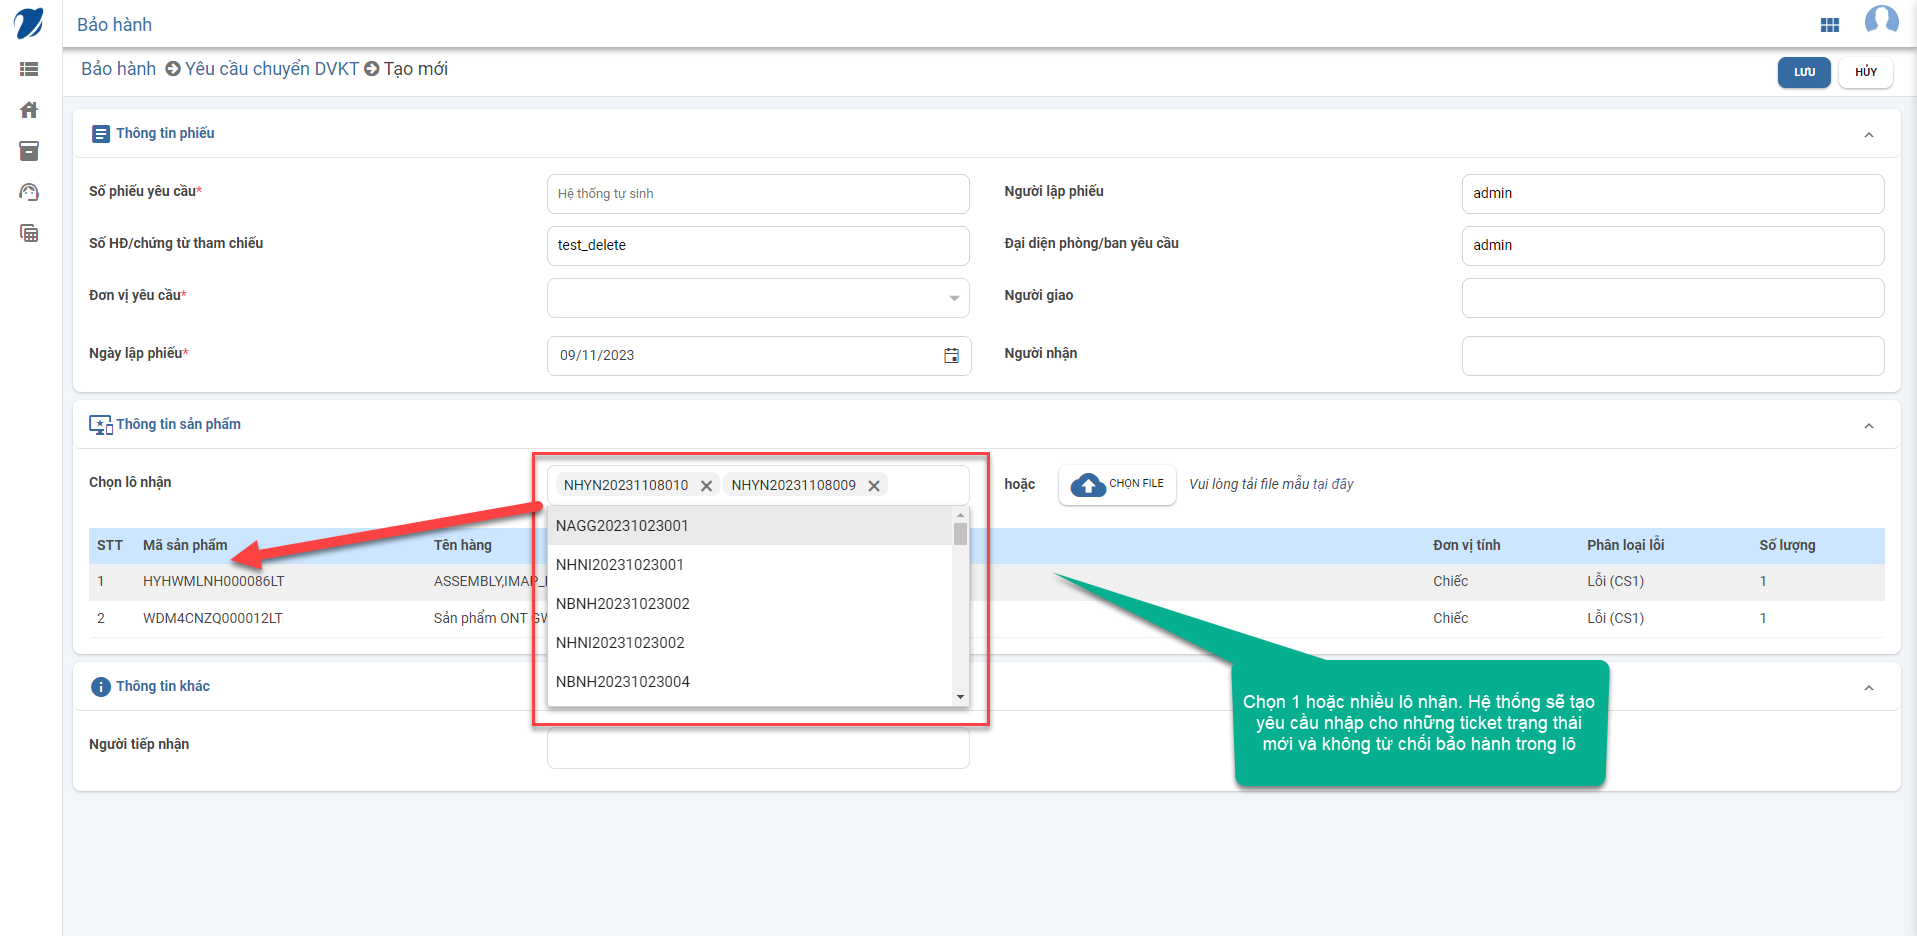 Bảo hành
Bảo hành Yêu cầu chuyển DVKT Tạo mới
LƯU HỦY
Thông tin phiếu
Số phiếu yêu cầu* Hệ thống tự sinh Người lập phiếu admin
Số HĐ/chứng từ tham chiếu test_delete Đại diện phòng/ban yêu cầu admin
Đơn vị yêu cầu* Người giao
Ngày lập phiếu* 09/11/2023 Người nhận
Thông tin sản phẩm
Chọn lô nhận NHYN20231108010 NHYN20231108009 hoặc CHỌN FILE Vui lòng tải file mẫu tại đây
NAGG20231023001
NHNI20231023001
NBNH20231023002
NHNI20231023002
NBNH20231023004
STT Mã sản phẩm Tên hàng Đơn vị tính Phân loại lỗi Số lượng
1 HYHWMLNH000086LT Chiếc Lỗi (CS1) 1
2 WDM4CNZQ000012LT Sản phẩm ONT Chiếc Lỗi (CS1) 1
Chọn 1 hoặc nhiều lô nhận. Hệ thống sẽ tạo
yêu cầu nhập cho những ticket trạng thái
mới và không từ chối bảo hành trong lô
Thông tin khác
Người tiếp nhận